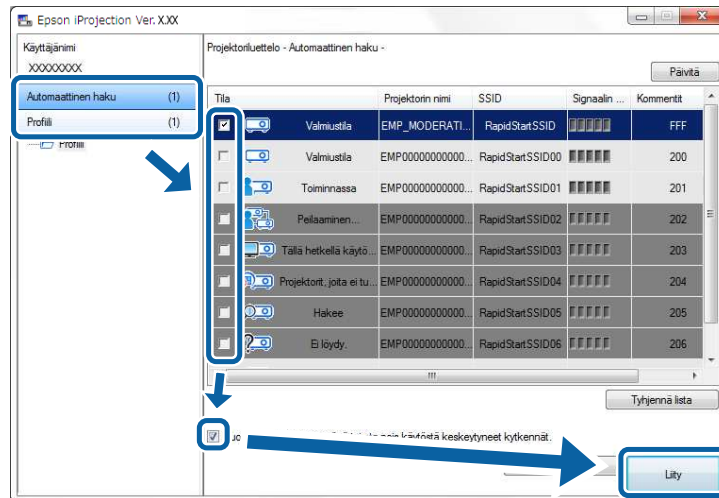 Epson iProjection Ver. X.XX
Käyttäjänimi
XXXXXXXX
Projektoriluettelo - Automaattinen haku -
Päivitä
Automaattinen haku (1)
Profiili (1)
Profiili
Tila Projektorin nimi SSID Signaalin ... Kommentit
Valmiustila EMP_MODERATI... RapidStartSSID FFF
Valmiustila EMP00000000000... RapidStartSSID00 200
Toiminnassa EMP00000000000... RapidStartSSID01 201
Peilaaminen... EMP00000000000... RapidStartSSID02 202
Tällä hetkellä käytö... EMP00000000000... RapidStartSSID03 203
Projektorit, joita ei tu... EMP00000000000... RapidStartSSID04 204
Hakee EMP00000000000... RapidStartSSID05 205
Ei löydy. EMP00000000000... RapidStartSSID06 206
Tyhjennä lista
käytöstä keskeytyneet kytkennät.
Liity